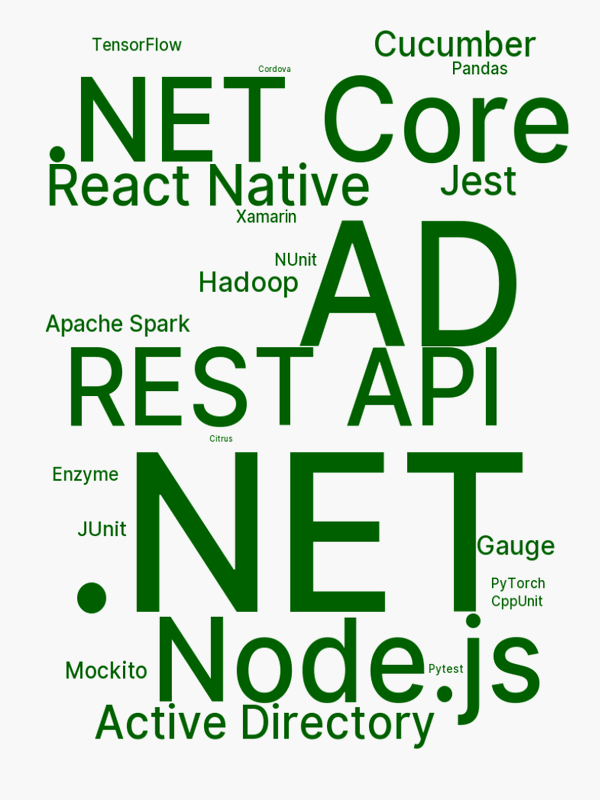 TensorFlow
Cucumber
Cordova
Pandas
.NET Core
React Native
Jest
Xamarin
AD
NUnit
Hadoop
Apache Spark
REST API
Citrus
.NET
Enzyme
JUnit
Gauge
PyTorch
CppUnit
Node.js
Mockito
Pytest
Active Directory